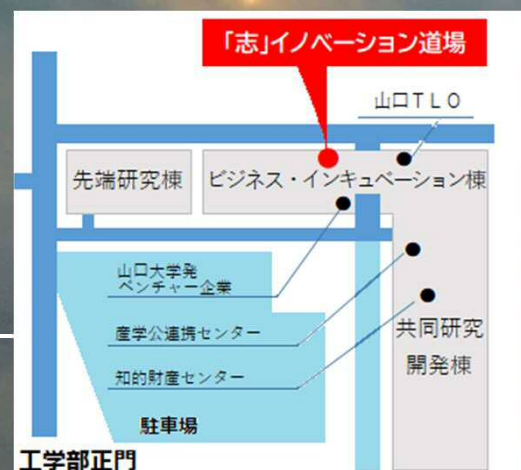 「志」イノベーション道場
山口TLO
先端研究棟
ビジネス・インキュベーション棟
山口大学発
ベンチャー企業
産学公連携センター
共同研究
開発棟
知的財産センター
駐車場
工学部正門